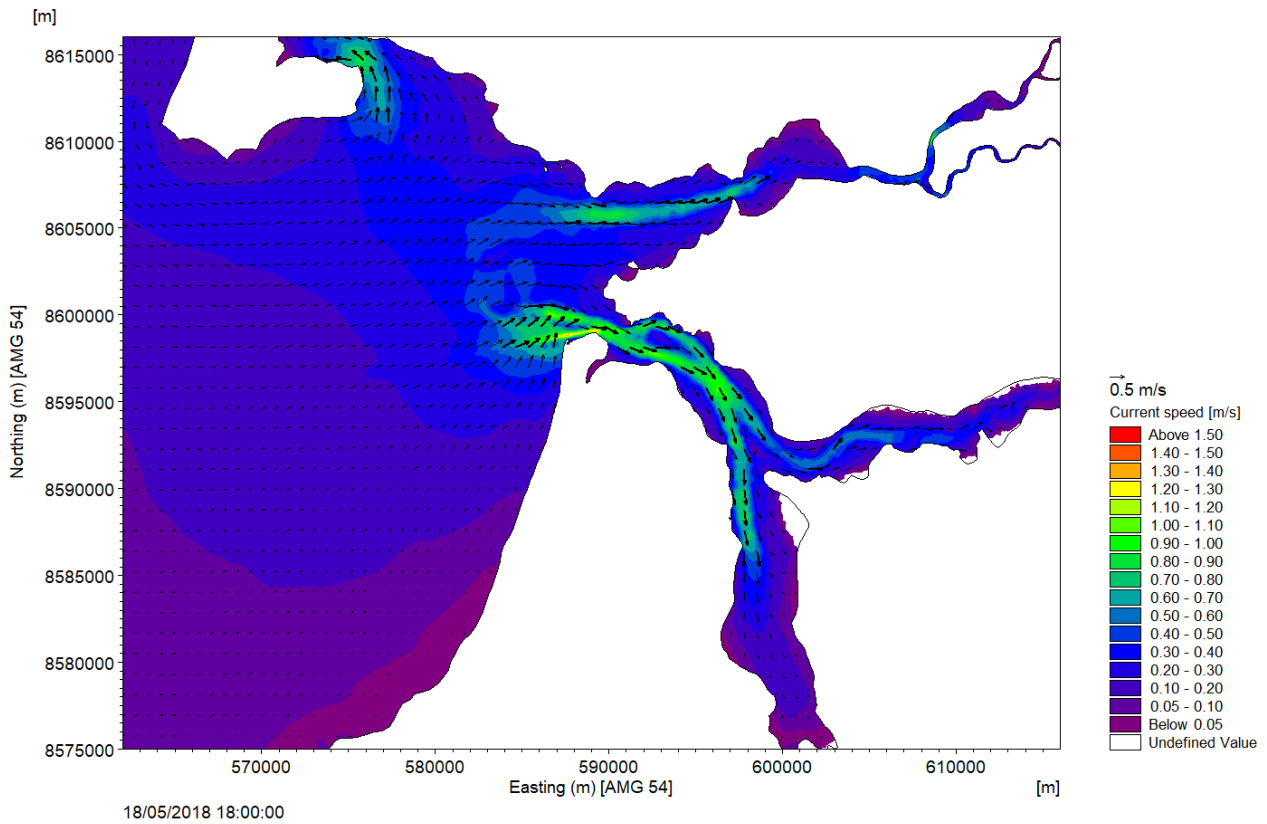 [m]
8615000
8610000
8605000
8600000
8595000
8590000
8585000
8580000
8575000
Northing (m) [AMG 54]
570000 580000 590000 600000 610000
Easting (m) [AMG 54] [m]
18/05/2018 18:00:00
0.5 m/s
Current speed [m/s]
Above 1.50
1.40 - 1.50
1.30 - 1.40
1.20 - 1.30
1.10 - 1.20
1.00 - 1.10
0.90 - 1.00
0.80 - 0.90
0.70 - 0.80
0.60 - 0.70
0.50 - 0.60
0.40 - 0.50
0.30 - 0.40
0.20 - 0.30
0.10 - 0.20
0.05 - 0.10
Below 0.05
Undefined Value